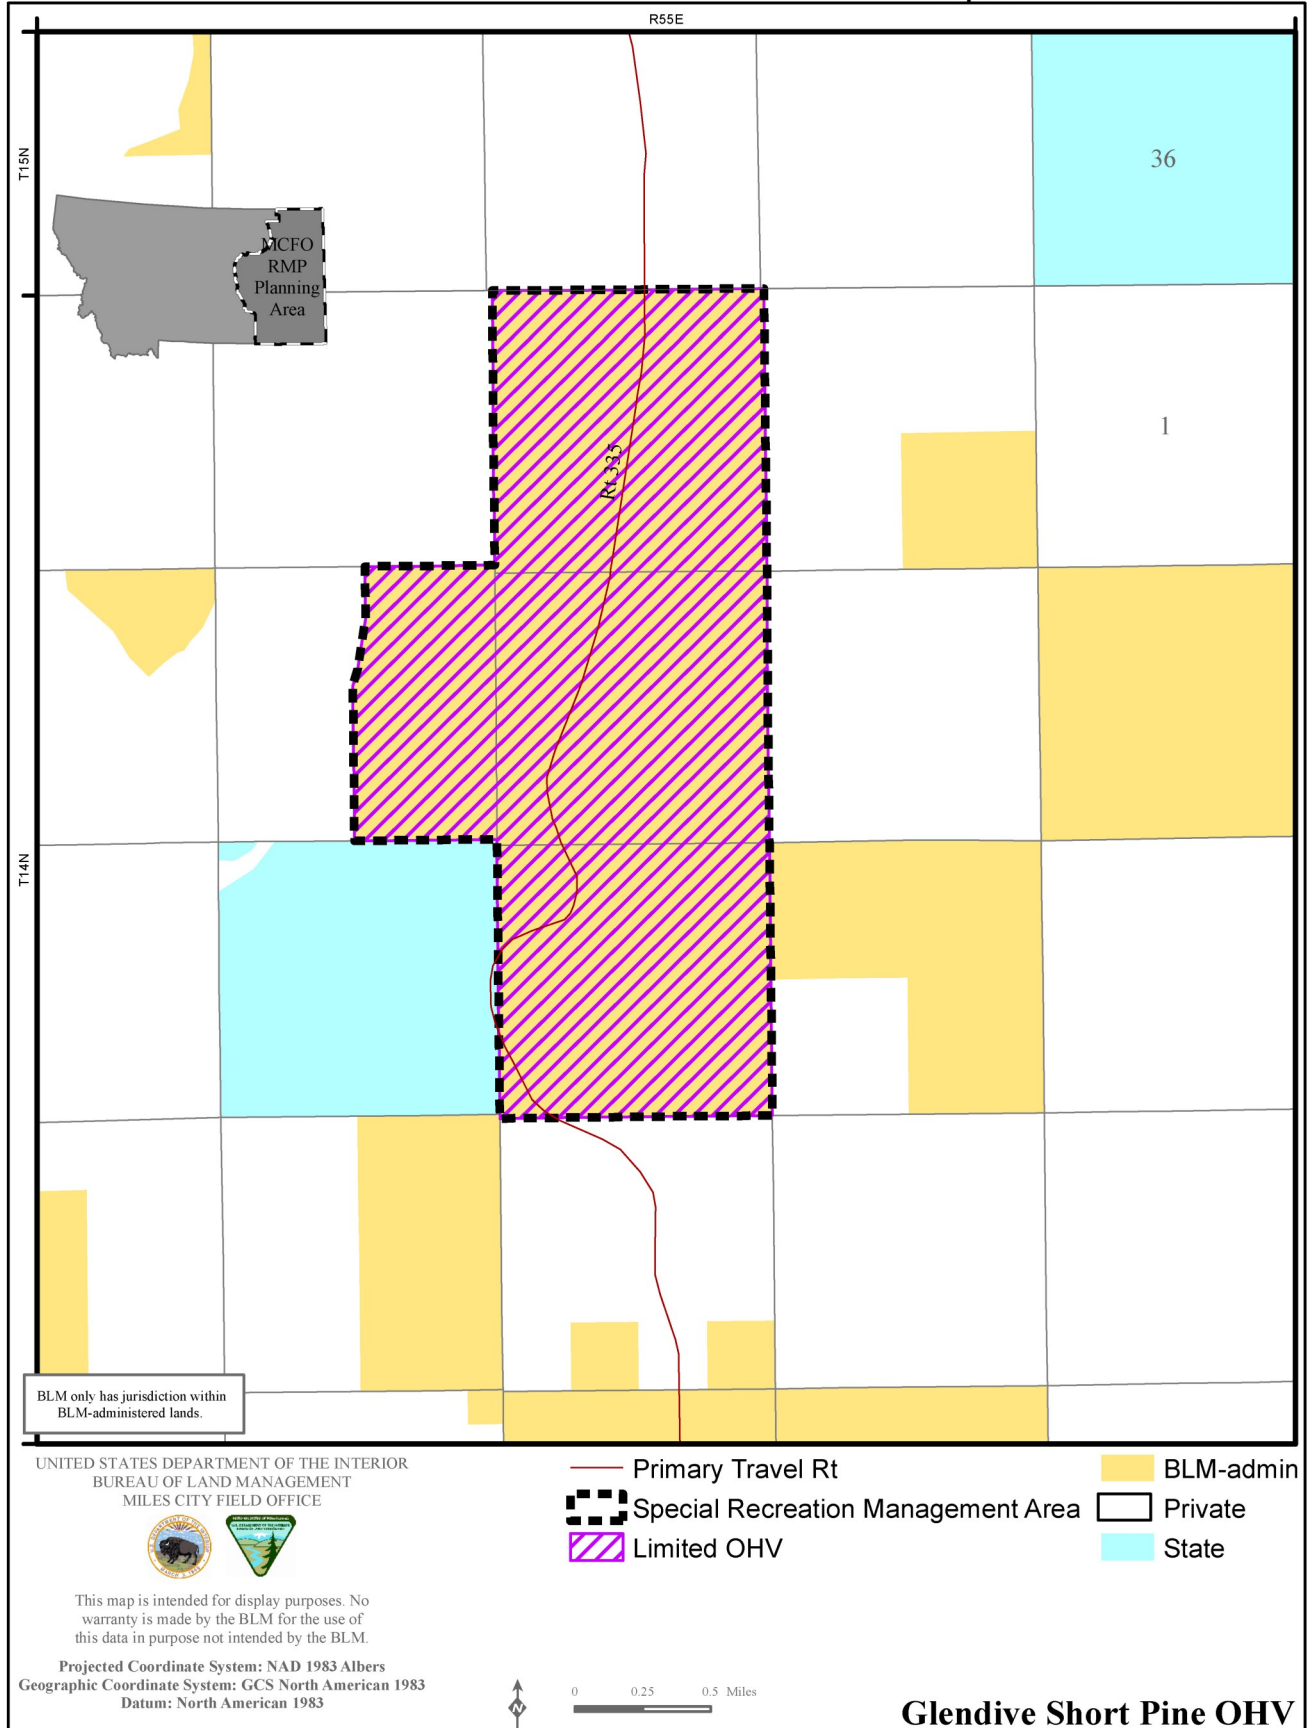 R55E
T15N
36
MCFO
RMP
Planning
Area
1
Rt 335
T14N
BLM only has jurisdiction within
BLM-administered lands.
UNITED STATES DEPARTMENT OF THE INTERIOR
BUREAU OF LAND MANAGEMENT
MILES CITY FIELD OFFICE
This map is intended for display purposes. No
warranty is made by the BLM for the use of
this data in purpose not intended by the BLM.
Projected Coordinate System: NAD 1983 Albers
Geographic Coordinate System: GCS North American 1983
Datum: North American 1983
Primary Travel Rt
Special Recreation Management Area
Limited OHV
BLM-admin
Private
State
N
0 0.25 0.5 Miles
Glendive Short Pine OHV